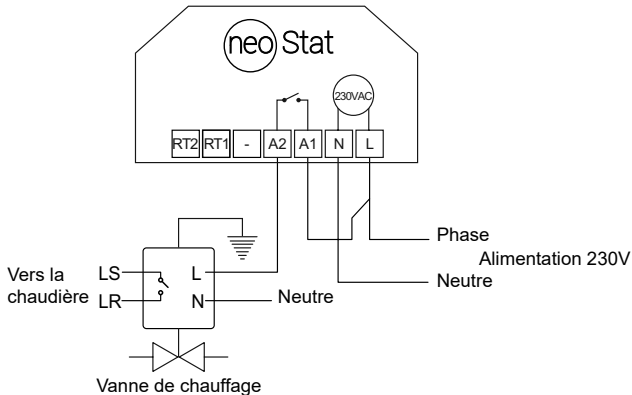 neo Stat
230VAC
RT2 RT1 - A2 A1 N L
Phase
Alimentation 230V
Neutre
Vers la
chaudière
LS
LR
L
N
Neutre
Vanne de chauffage